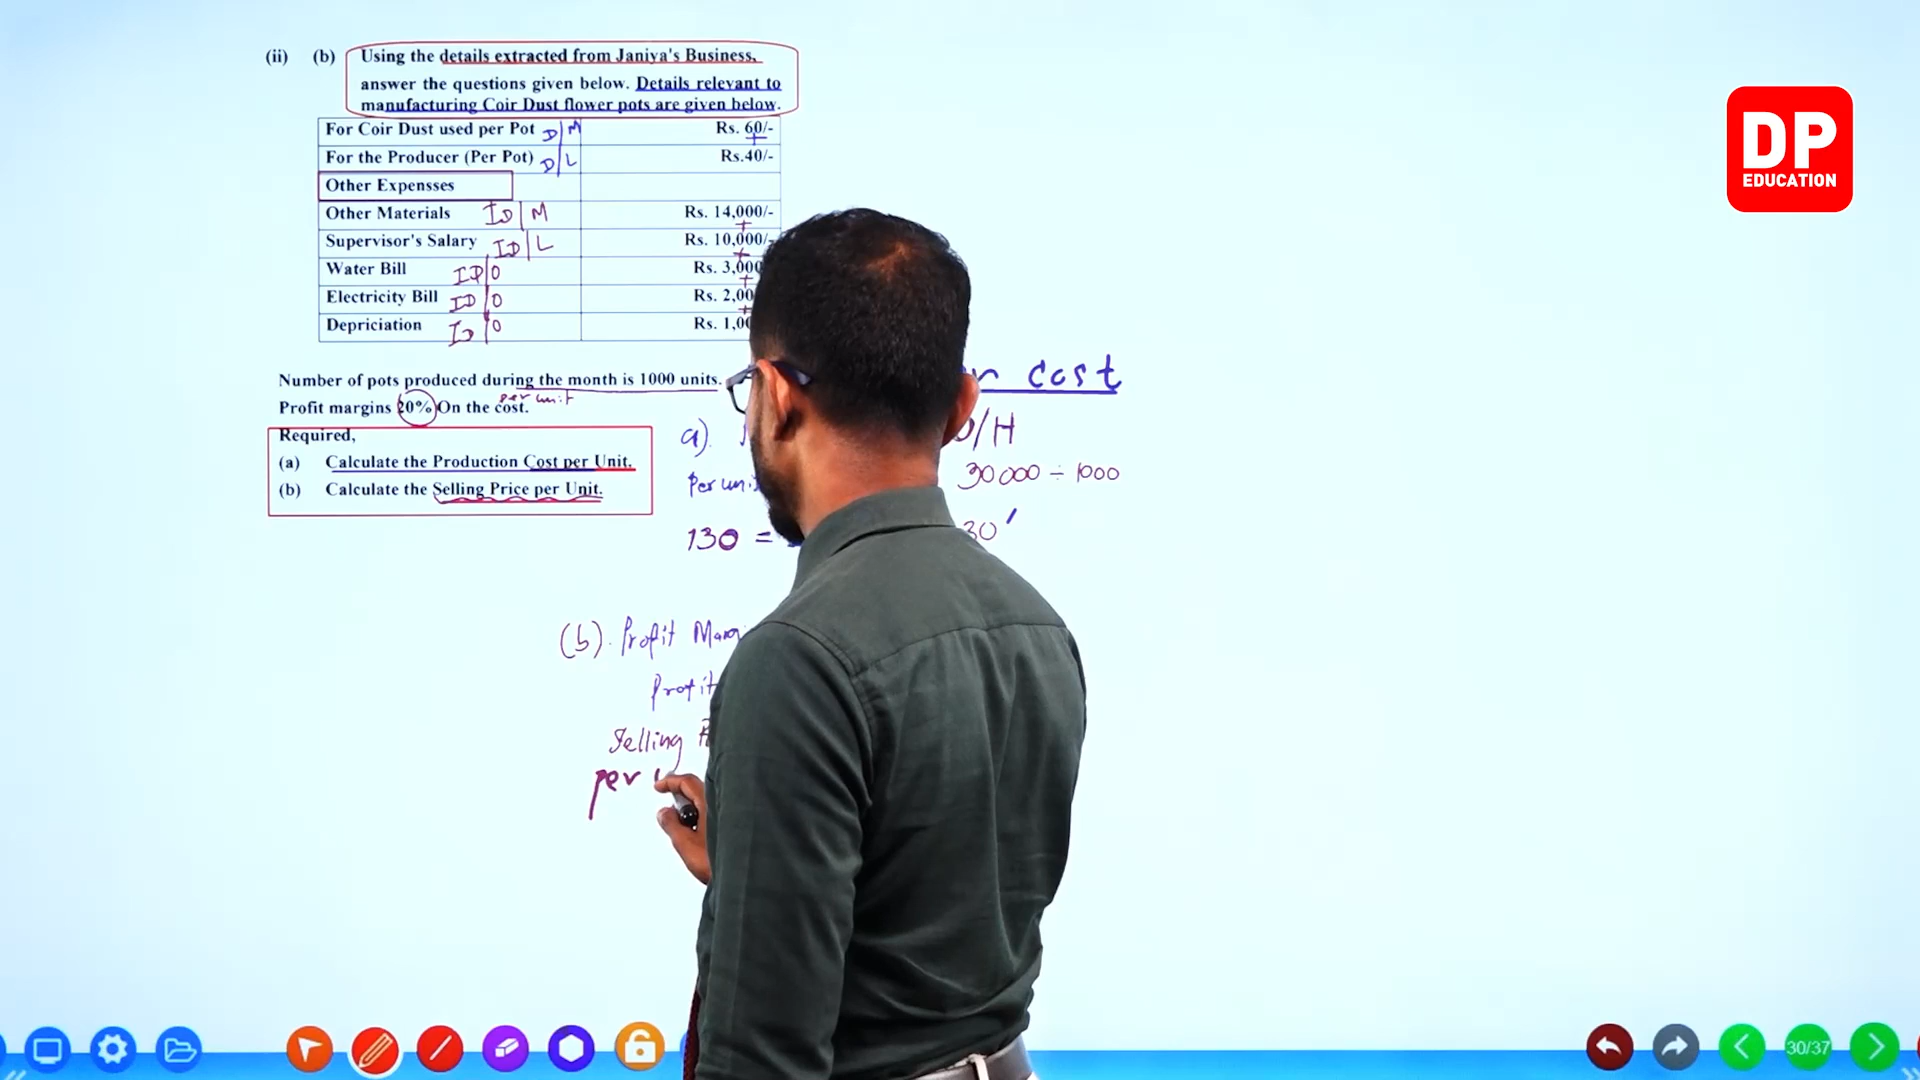 (ii) (b) Using the details extracted from Janiya's Business,
answer the questions given below. Details relevant to
manufacturing Coir Dust flower pots are given below.
For Coir Dust used per Pot D/M Rs. 60/-
For the Producer (Per Pot) D/L Rs.40/-
Other Expensses
Other Materials ID/M Rs. 14,000/-
Supervisor's Salary ID/L Rs. 10,000/-
Water Bill ID/O Rs. 3,000
Electricity Bill ID/O Rs. 2,00
Depriciation ID/O Rs. 1,00
Number of pots produced during the month is 1000 units.
per unit
Profit margins 20% On the cost.
Required,
(a) Calculate the Production Cost per Unit.
(b) Calculate the Selling Price per Unit.
cost
a). O/H
Per uni 30000 ÷ 1000
130 = 30
(b). Profit Marg
Profit
Selling
per
DP
EDUCATION
30/37